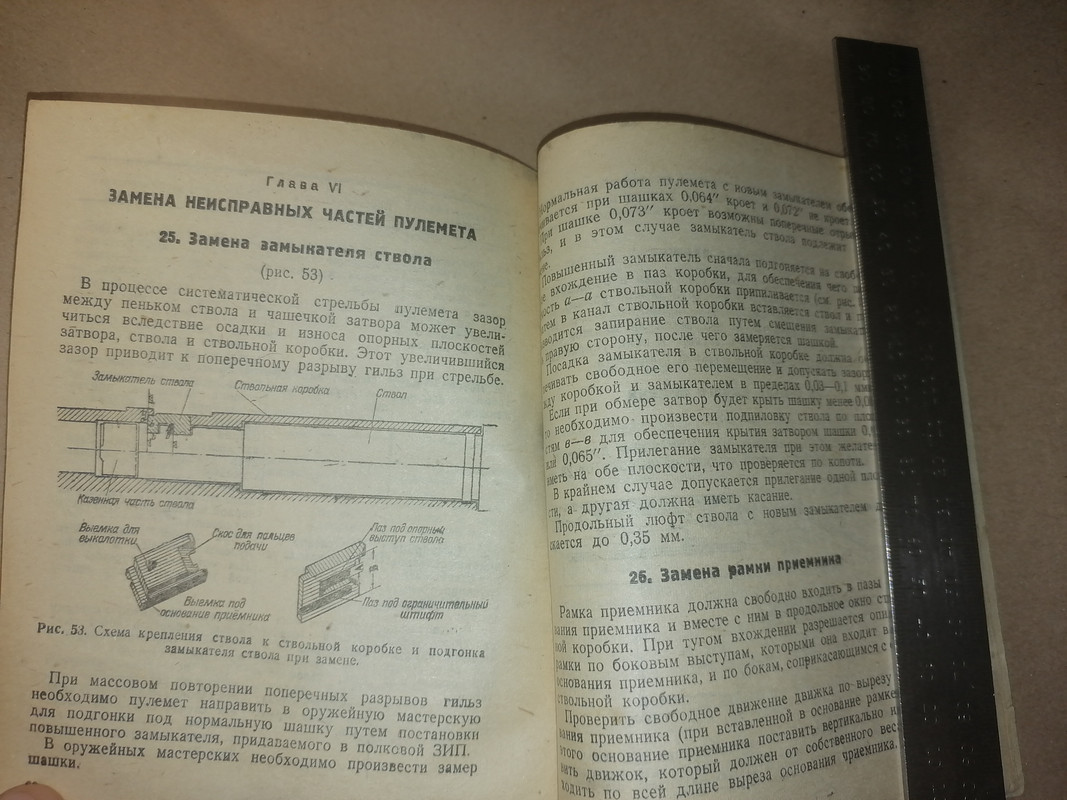 Глава VI
ЗАМЕНА НЕИСПРАВНЫХ ЧАСТЕЙ ПУЛЕМЕТА
25. Замена замыкателя ствола
(рис. 53)
В процессе систематической стрельбы пулемета зазор
между пеньком ствола и чашечкой затвора может увели-
читься вследствие осадки и износа опорных плоскостей
затвора, ствола и ствольной коробки. Этот увеличившийся
зазор приводит к поперечному разрыву гильз при стрельбе.
Замыкатель ствола
Ствольная коробка
Ствол
Казенная часть ствола
Выемка для
выколотки
Скос для пальцев
подачи
Выемка под
основание приемника
Паз под опорный
выступ ствола
Паз под ограничительный
штифт
Рис. 53. Схема крепления ствола к ствольной коробке и подгонка
замыкателя ствола при замене.
При массовом повторении поперечных разрывов гильз
необходимо пулемет направить в оружейную мастерскую
для подгонки под нормальную шашку путем постановки
повышенного замыкателя, придаваемого в полковой ЗИП.
В оружейных мастерских необходимо произвести замер
шашки.
Нормальная работа пулемета с новым замыкателем
при шашках 0,064″ кроет и 0,072″ не кроет
При шашке 0,073″ кроет возможны поперечные
и в этом случае замыкатель ствола подлежит
Повышенный замыкатель сначала подгоняется на
вхождение в паз коробки, для обеспечения чего
а—а ствольной коробки припиливается (см. рис.
в канал ствольной коробки вставляется ствол и
запирание ствола путем смещения
правую сторону, после чего замеряется шашкой.
Посадка замыкателя в ствольной коробке должна
свободное его перемещение и допускать
коробкой и замыкателем в пределах 0,03—0,1
Если при обмере затвор будет крыть шашку менее
то необходимо произвести подпиловку ствола по
в—в для обеспечения крытия затвором шашки
или 0,065″. Прилегание замыкателя при этом
иметь на обе плоскости, что проверяется по копоти.
В крайнем случае допускается прилегание одной
а другая должна иметь касание.
Продольный люфт ствола с новым замыкателем
до 0,35 мм.
26. Замена рамки приемника
Рамка приемника должна свободно входить в пазы
приемника и вместе с ним в продольное окно
коробки. При тугом вхождении разрешается
рамки по боковым выступам, которыми она входит в
основания приемника, и по бокам, соприкасающимся с
ствольной коробки.
Проверить свободное движение движка по вырезу
приемника (при вставленной в основание рамке
этого основание приемника поставить вертикально и
движок, который должен от собственного
по всей длине выреза основания приемника.